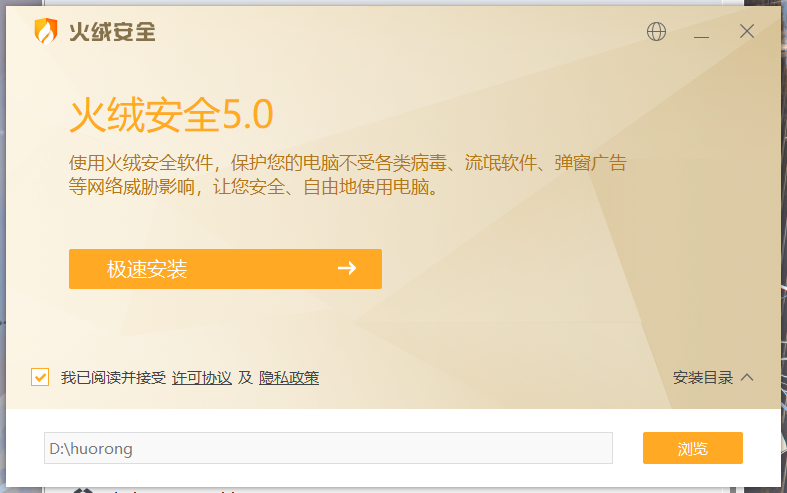 火绒安全
火绒安全5.0
使用火绒安全软件，保护您的电脑不受各类病毒、流氓软件、弹窗广告
等网络威胁影响，让您安全、自由地使用电脑。
极速安装
我已阅读并接受 许可协议 及 隐私政策
安装目录
D:\huorong
浏览